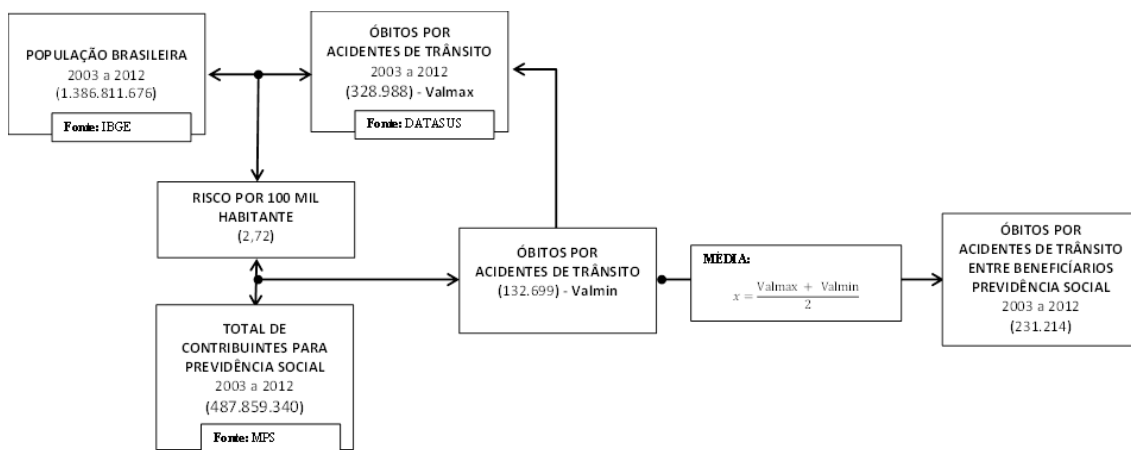 POPULAÇÃO BRASILEIRA
2003 a 2012
(1.386.811.676)
Fonte: IBGE
ÓBITOS POR
ACIDENTES DE TRÂNSITO
2003 a 2012
(328.988) - Valmax
Fonte: DATASUS
RISCO POR 100 MIL
HABITANTE
(2,72)
TOTAL DE
CONTRIBUINTES PARA
PREVIDÊNCIA SOCIAL
2003 a 2012
(487.859.340)
Fonte: MPS
ÓBITOS POR
ACIDENTES DE TRÂNSITO
(132.699) - Valmin
MÉDIA:
x = (Valmax + Valmin) / 2
ÓBITOS POR
ACIDENTES DE TRÂNSITO
ENTRE BENEFICÍARIOS
PREVIDÊNCIA SOCIAL
2003 a 2012
(231.214)